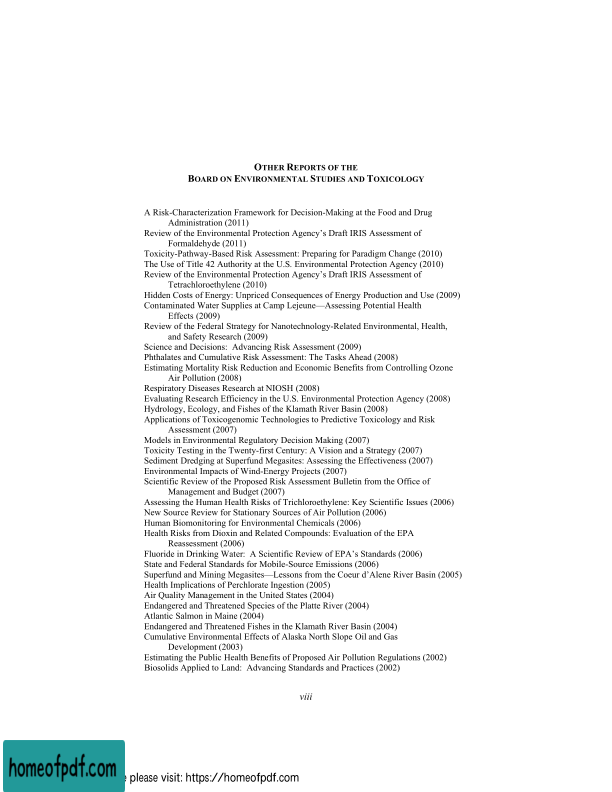 OTHER REPORTS OF THE
BOARD ON ENVIRONMENTAL STUDIES AND TOXICOLOGY
A Risk-Characterization Framework for Decision-Making at the Food and Drug
Administration (2011)
Review of the Environmental Protection Agency's Draft IRIS Assessment of
Formaldehyde (2011)
Toxicity-Pathway-Based Risk Assessment: Preparing for Paradigm Change (2010)
The Use of Title 42 Authority at the U.S. Environmental Protection Agency (2010)
Review of the Environmental Protection Agency's Draft IRIS Assessment of
Tetrachloroethylene (2010)
Hidden Costs of Energy: Unpriced Consequences of Energy Production and Use (2009)
Contaminated Water Supplies at Camp Lejeune—Assessing Potential Health
Effects (2009)
Review of the Federal Strategy for Nanotechnology-Related Environmental, Health,
and Safety Research (2009)
Science and Decisions:  Advancing Risk Assessment (2009)
Phthalates and Cumulative Risk Assessment: The Tasks Ahead (2008)
Estimating Mortality Risk Reduction and Economic Benefits from Controlling Ozone
Air Pollution (2008)
Respiratory Diseases Research at NIOSH (2008)
Evaluating Research Efficiency in the U.S. Environmental Protection Agency (2008)
Hydrology, Ecology, and Fishes of the Klamath River Basin (2008)
Applications of Toxicogenomic Technologies to Predictive Toxicology and Risk
Assessment (2007)
Models in Environmental Regulatory Decision Making (2007)
Toxicity Testing in the Twenty-first Century: A Vision and a Strategy (2007)
Sediment Dredging at Superfund Megasites: Assessing the Effectiveness (2007)
Environmental Impacts of Wind-Energy Projects (2007)
Scientific Review of the Proposed Risk Assessment Bulletin from the Office of
Management and Budget (2007)
Assessing the Human Health Risks of Trichloroethylene: Key Scientific Issues (2006)
New Source Review for Stationary Sources of Air Pollution (2006)
Human Biomonitoring for Environmental Chemicals (2006)
Health Risks from Dioxin and Related Compounds: Evaluation of the EPA
Reassessment (2006)
Fluoride in Drinking Water:  A Scientific Review of EPA's Standards (2006)
State and Federal Standards for Mobile-Source Emissions (2006)
Superfund and Mining Megasites—Lessons from the Coeur d'Alene River Basin (2005)
Health Implications of Perchlorate Ingestion (2005)
Air Quality Management in the United States (2004)
Endangered and Threatened Species of the Platte River (2004)
Atlantic Salmon in Maine (2004)
Endangered and Threatened Fishes in the Klamath River Basin (2004)
Cumulative Environmental Effects of Alaska North Slope Oil and Gas
Development (2003)
Estimating the Public Health Benefits of Proposed Air Pollution Regulations (2002)
Biosolids Applied to Land:  Advancing Standards and Practices (2002)
viii
homeofpdf.com
please visit: https://homeofpdf.com